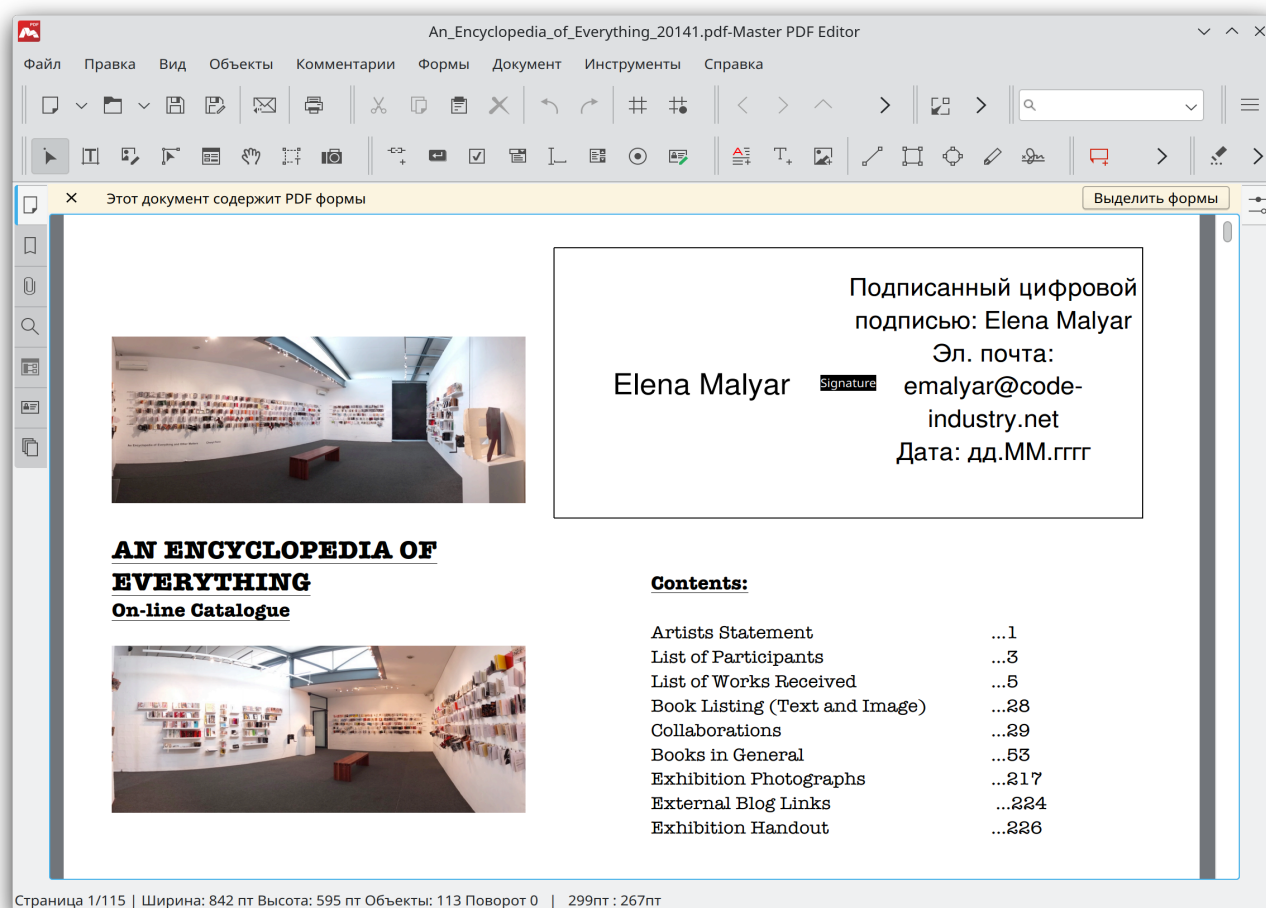 PDF
An_Encyclopedia_of_Everything_20141.pdf-Master PDF Editor
Файл Правка Вид Объекты Комментарии Формы Документ Инструменты Справка
Этот документ содержит PDF формы
Выделить формы
Подписанный цифровой
подписью: Elena Malyar
Эл. почта:
emalyar@code-
industry.net
Дата: дд.ММ.гггг
Elena Malyar
Signature
AN ENCYCLOPEDIA OF
EVERYTHING
On-line Catalogue
Contents:
Artists Statement ...1
List of Participants ...3
List of Works Received ...5
Book Listing (Text and Image) ...28
Collaborations ...29
Books in General ...53
Exhibition Photographs ...217
External Blog Links ...224
Exhibition Handout ...226
Страница 1/115 | Ширина: 842 пт Высота: 595 пт Объекты: 113 Поворот 0 | 299пт : 267пт